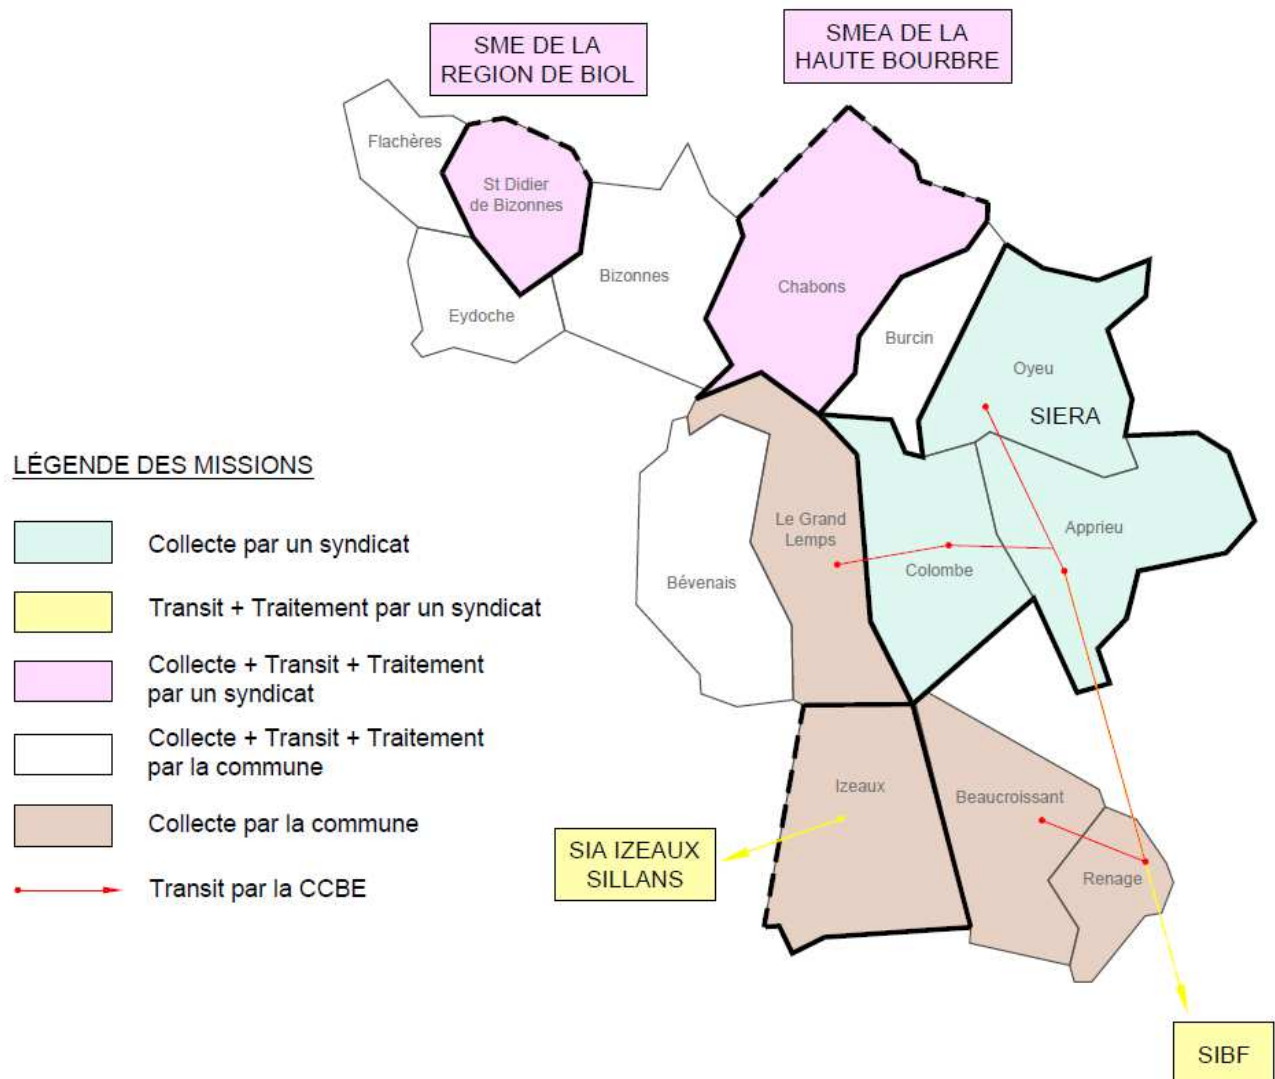 SME DE LA
REGION DE BIOL
SMEA DE LA
HAUTE BOURBRE
Flachères
St Didier
de Bizonnes
Bizonnes
Eydoche
Chabons
Burcin
Oyeu
SIERA
Le Grand
Lemps
Colombe
Apprieu
Bévenais
LÉGENDE DES MISSIONS
Collecte par un syndicat
Transit + Traitement par un syndicat
Collecte + Transit + Traitement
par un syndicat
Collecte + Transit + Traitement
par la commune
Collecte par la commune
Transit par la CCBE
Izeaux
Beaucroissant
Renage
SIA IZEAUX
SILLANS
SIBF